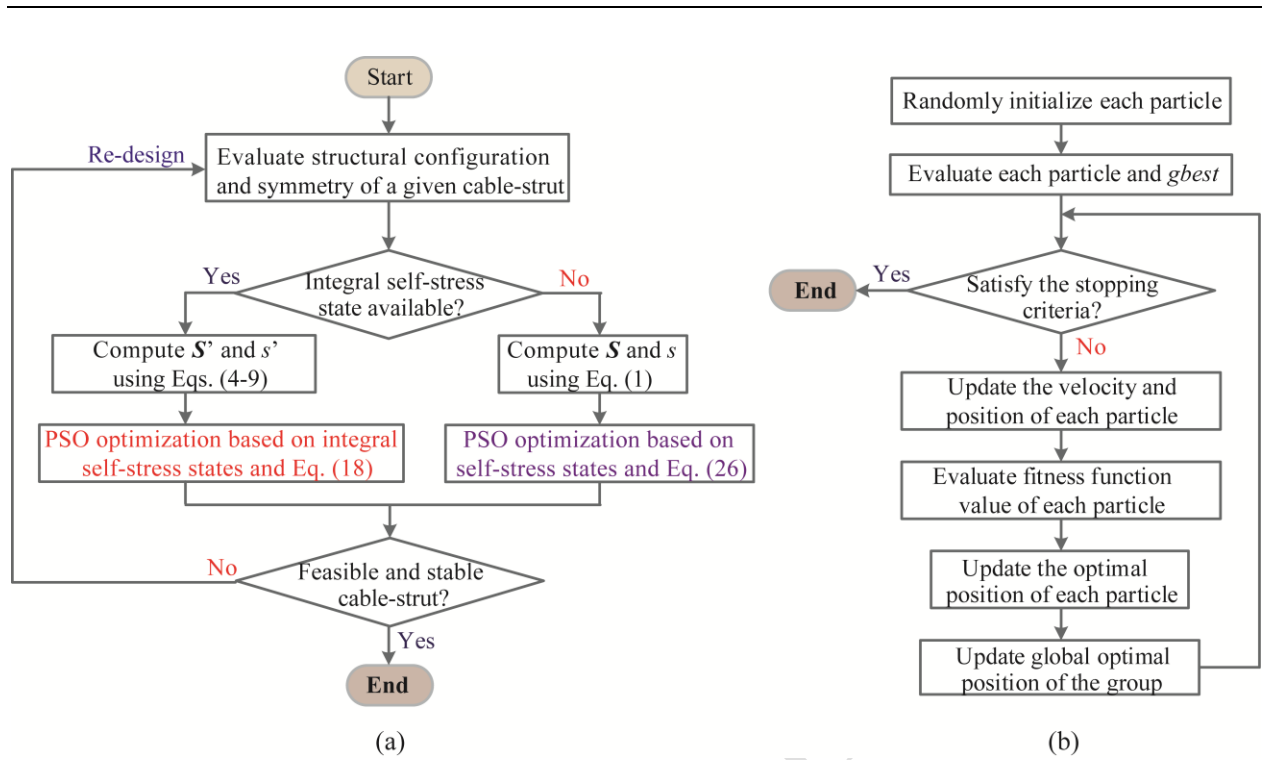 Start
Re-design
Evaluate structural configuration
and symmetry of a given cable-strut
Yes
Integral self-stress
state available?
No
Compute S’ and s’
using Eqs. (4-9)
Compute S and s
using Eq. (1)
PSO optimization based on integral
self-stress states and Eq. (18)
PSO optimization based on
self-stress states and Eq. (26)
No
Feasible and stable
cable-strut?
Yes
End
(a)
Randomly initialize each particle
Evaluate each particle and gbest
End
Yes
Satisfy the stopping
criteria?
No
Update the velocity and
position of each particle
Evaluate fitness function
value of each particle
Update the optimal
position of each particle
Update global optimal
position of the group
(b)